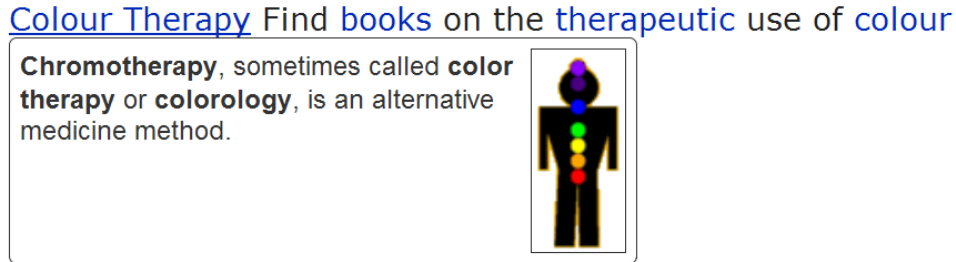 Colour Therapy Find books on the therapeutic use of colour
Chromotherapy, sometimes called color
therapy or colorology, is an alternative
medicine method.